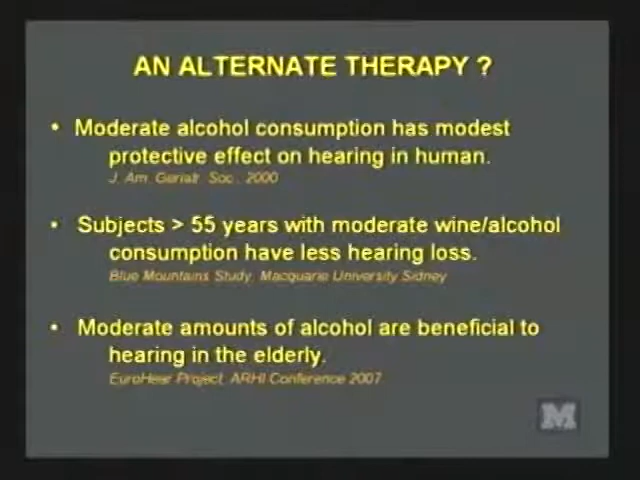 AN ALTERNATE THERAPY ?
• Moderate alcohol consumption has modest
protective effect on hearing in human.
J. Am. Geriatr. Soc., 2000
• Subjects > 55 years with moderate wine/alcohol
consumption have less hearing loss.
Blue Mountains Study, Macquarie University Sidney
• Moderate amounts of alcohol are beneficial to
hearing in the elderly.
EuroHear Project, ARHI Conference 2007
M